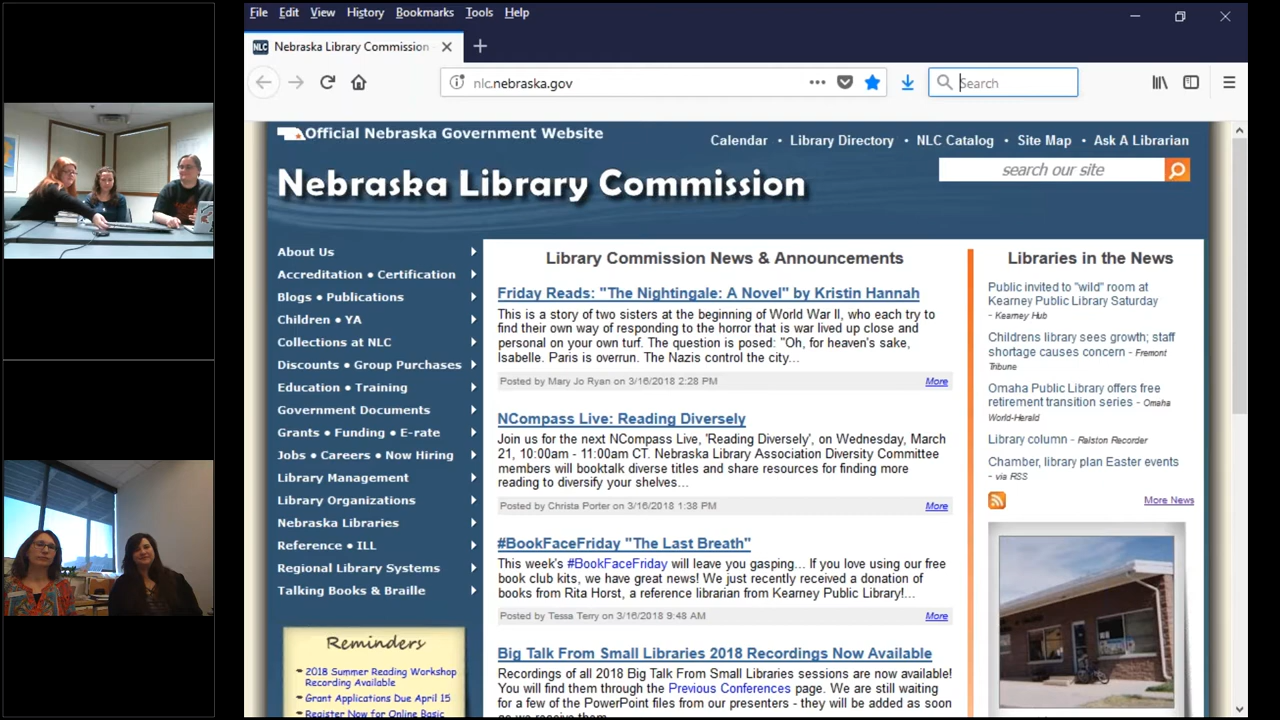 File Edit View History Bookmarks Tools Help
NLC Nebraska Library Commission
nlc.nebraska.gov
Search
Official Nebraska Government Website
Calendar • Library Directory • NLC Catalog • Site Map • Ask A Librarian
Nebraska Library Commission
search our site
About Us
Accreditation • Certification
Blogs • Publications
Children • YA
Collections at NLC
Discounts • Group Purchases
Education • Training
Government Documents
Grants • Funding • E-rate
Jobs • Careers • Now Hiring
Library Management
Library Organizations
Nebraska Libraries
Reference • ILL
Regional Library Systems
Talking Books & Braille
Reminders
2018 Summer Reading Workshop
Recording Available
Grant Applications Due April 15
Register Now for Online Basic
Library Commission News & Announcements
Friday Reads: "The Nightingale: A Novel" by Kristin Hannah
This is a story of two sisters at the beginning of World War II, who each try to
find their own way of responding to the horror that is war lived up close and
personal on your own turf. The question is posed: "Oh, for heaven's sake,
Isabelle. Paris is overrun. The Nazis control the city...
Posted by Mary Jo Ryan on 3/16/2018 2:28 PM More
NCompass Live: Reading Diversely
Join us for the next NCompass Live, 'Reading Diversely', on Wednesday, March
21, 10:00am - 11:00am CT. Nebraska Library Association Diversity Committee
members will booktalk diverse titles and share resources for finding more
reading to diversify your shelves...
Posted by Christa Porter on 3/16/2018 1:38 PM More
#BookFaceFriday "The Last Breath"
This week's #BookFaceFriday will leave you gasping... If you love using our free
book club kits, we have great news! We just recently received a donation of
books from Rita Horst, a reference librarian from Kearney Public Library!...
Posted by Tessa Terry on 3/16/2018 9:48 AM More
Big Talk From Small Libraries 2018 Recordings Now Available
Recordings of all 2018 Big Talk From Small Libraries sessions are now available!
You will find them through the Previous Conferences page. We are still waiting
for a few of the PowerPoint files from our presenters - they will be added as soon
as we receive them
Libraries in the News
Public invited to "wild" room at
Kearney Public Library Saturday
- Kearney Hub
Childrens library sees growth; staff
shortage causes concern - Fremont
Tribune
Omaha Public Library offers free
retirement transition series - Omaha
World-Herald
Library column - Ralston Recorder
Chamber, library plan Easter events
- via RSS
More News